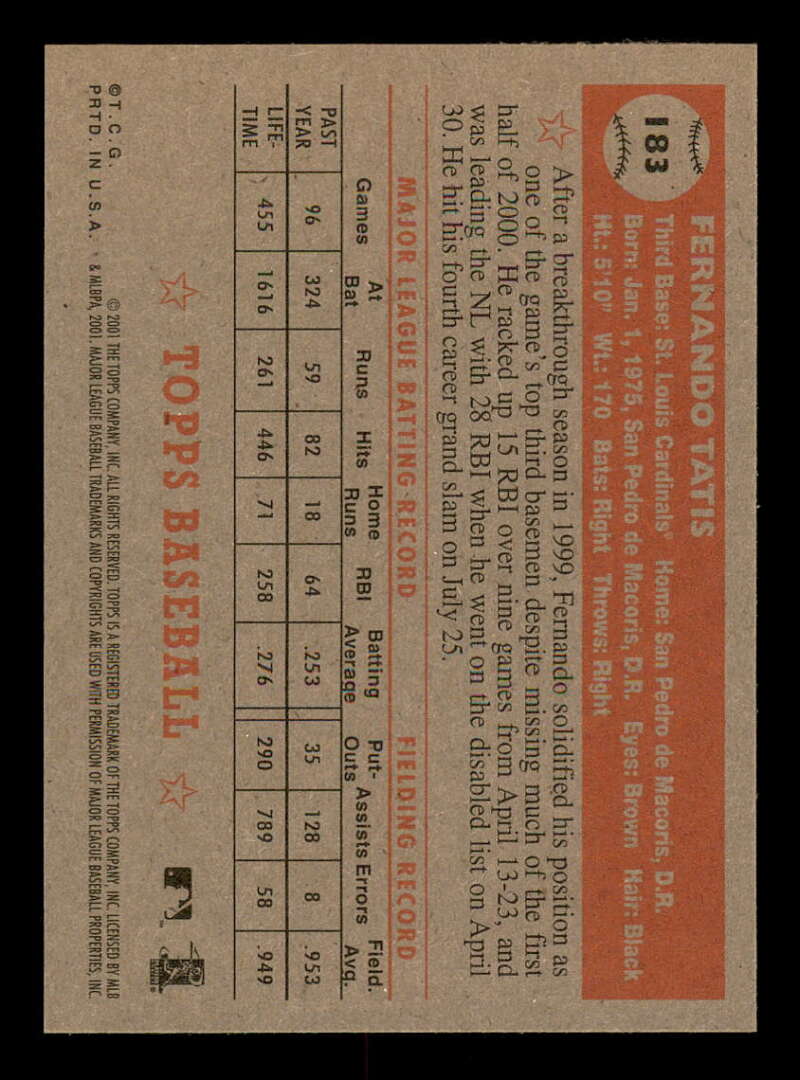 183
FERNANDO TATIS
Third Base: St. Louis Cardinals® Home: San Pedro de Macoris, D.R.
Born: Jan. 1, 1975, San Pedro de Macoris, D.R. Eyes: Brown Hair: Black
Ht.: 5'10" Wt.: 170 Bats: Right Throws: Right
After a breakthrough season in 1999, Fernando solidified his position as
one of the game's top third basemen despite missing much of the first
half of 2000. He racked up 15 RBI over nine games from April 13-23, and
was leading the NL with 28 RBI when he went on the disabled list on April
30. He hit his fourth career grand slam on July 25.
MAJOR LEAGUE BATTING RECORD FIELDING RECORD
Games At Bat Runs Hits Home Runs RBI Batting Average Put-Outs Assists Errors Field. Avg.
PAST YEAR 96 324 59 82 18 64 .253 35 128 8 .953
LIFE-TIME 455 1616 261 446 71 258 .276 290 789 58 .949
TOPPS BASEBALL
©T.C.G. © 2001 THE TOPPS COMPANY, INC. ALL RIGHTS RESERVED. TOPPS IS A REGISTERED TRADEMARK OF THE TOPPS COMPANY, INC. LICENSED BY MLB
PRTD. IN U.S.A. & MLBPA, 2001. MAJOR LEAGUE BASEBALL TRADEMARKS AND COPYRIGHTS ARE USED WITH PERMISSION OF MAJOR LEAGUE BASEBALL PROPERTIES, INC.